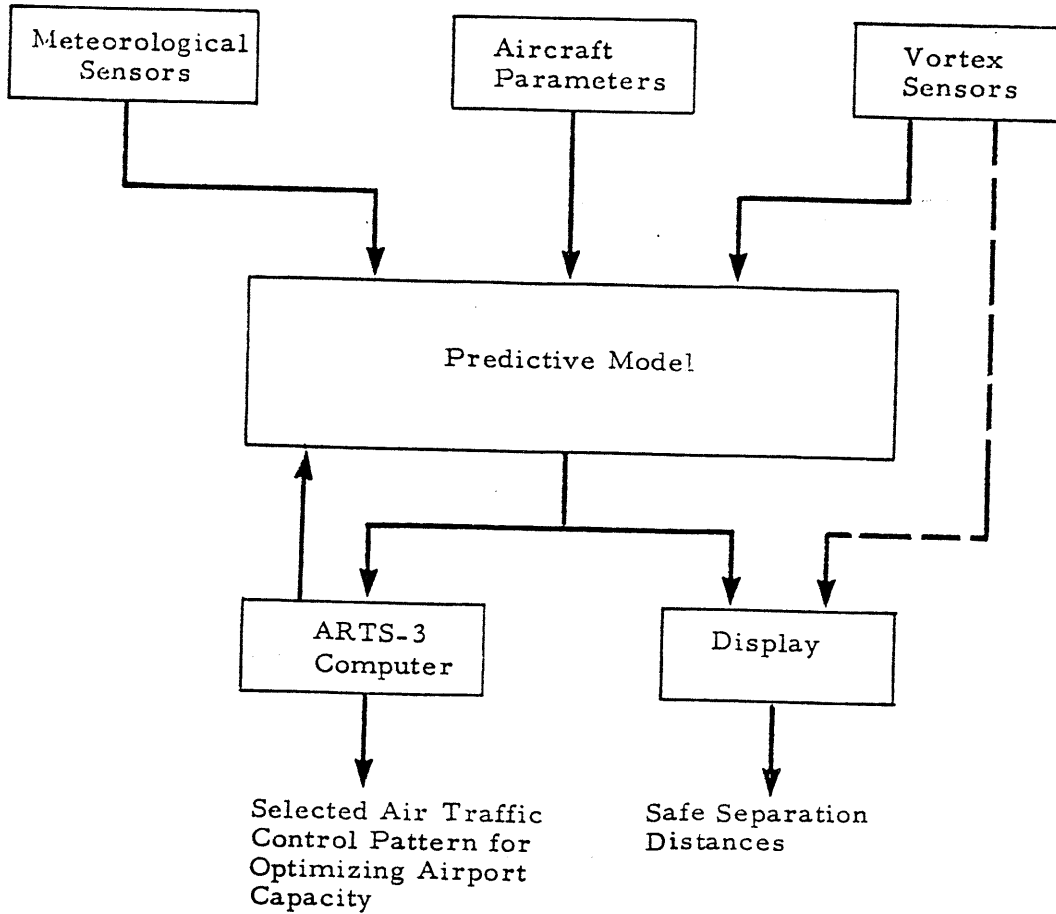 Meteorological
Sensors
Aircraft
Parameters
Vortex
Sensors
Predictive Model
ARTS-3
Computer
Display
Selected Air Traffic
Control Pattern for
Optimizing Airport
Capacity
Safe Separation
Distances